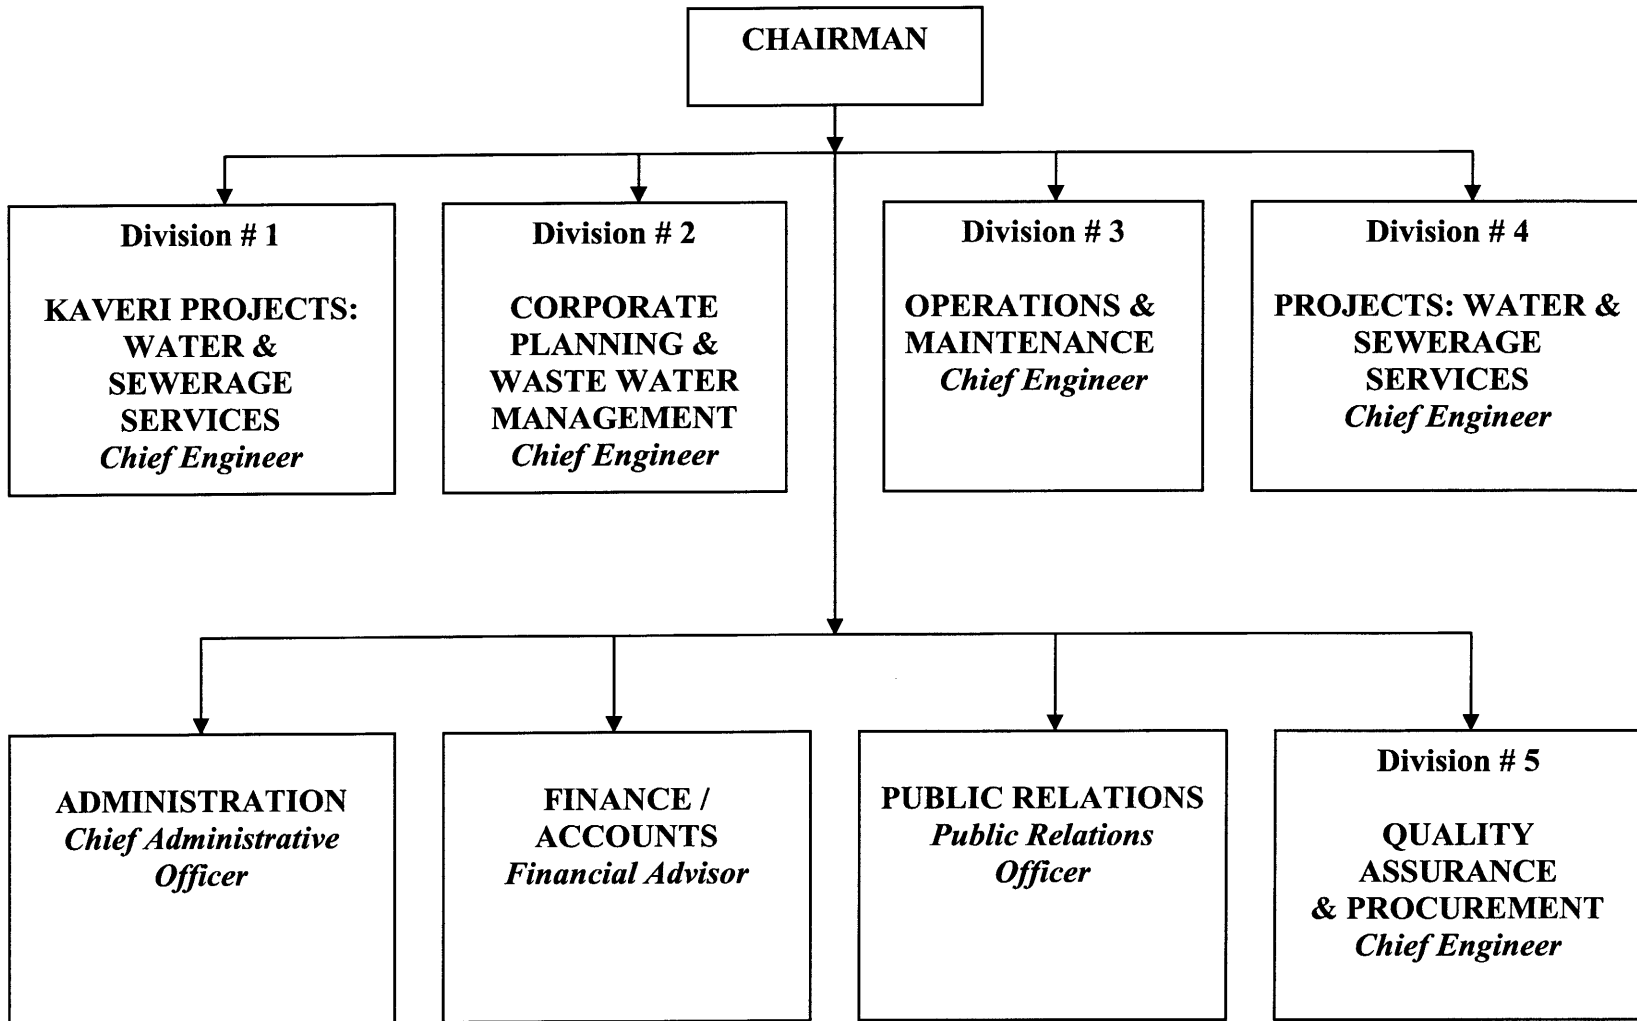 CHAIRMAN
Division # 1
KAVERI PROJECTS:
WATER &
SEWERAGE
SERVICES
Chief Engineer
Division # 2
CORPORATE
PLANNING &
WASTE WATER
MANAGEMENT
Chief Engineer
Division # 3
OPERATIONS &
MAINTENANCE
Chief Engineer
Division # 4
PROJECTS: WATER &
SEWERAGE
SERVICES
Chief Engineer
ADMINISTRATION
Chief Administrative
Officer
FINANCE /
ACCOUNTS
Financial Advisor
PUBLIC RELATIONS
Public Relations
Officer
Division # 5
QUALITY
ASSURANCE
& PROCUREMENT
Chief Engineer